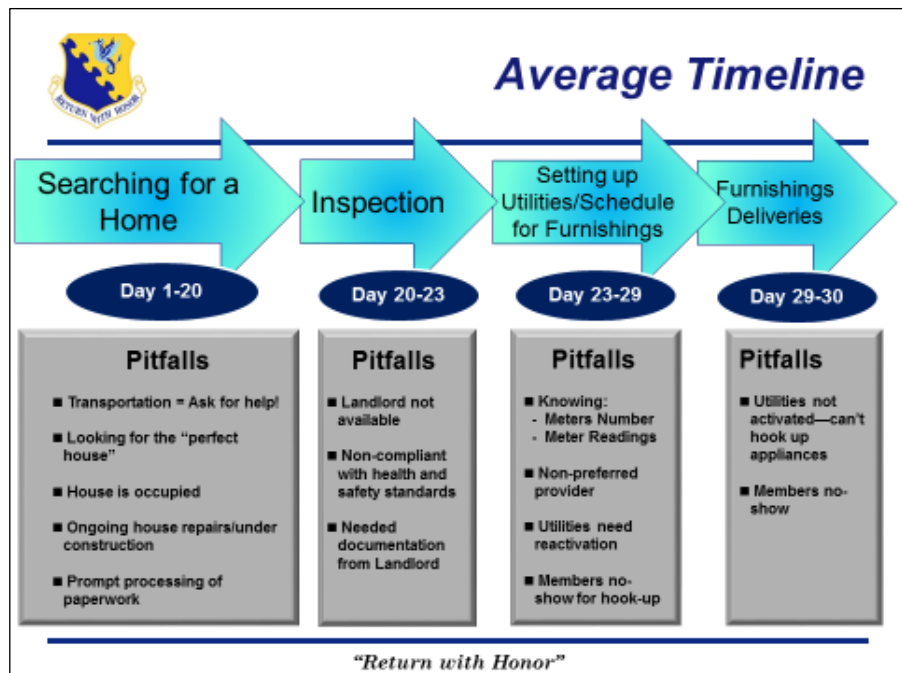 Average Timeline
RETURN WITH HONOR
Searching for a
Home
Inspection
Setting up
Utilities/Schedule
for Furnishings
Furnishings
Deliveries
Day 1-20
Day 20-23
Day 23-29
Day 29-30
Pitfalls
■ Transportation = Ask for help!
■ Looking for the “perfect
house”
■ House is occupied
■ Ongoing house repairs/under
construction
■ Prompt processing of
paperwork
Pitfalls
■ Landlord not
available
■ Non-compliant
with health and
safety standards
■ Needed
documentation
from Landlord
Pitfalls
■ Knowing:
- Meters Number
- Meter Readings
■ Non-preferred
provider
■ Utilities need
reactivation
■ Members no-
show for hook-up
Pitfalls
■ Utilities not
activated—can’t
hook up
appliances
■ Members no-
show
“Return with Honor”